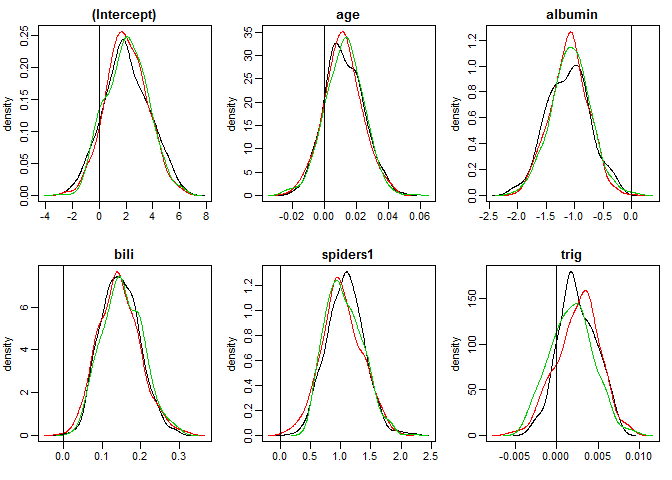 (Intercept)
density
0.00 0.05 0.10 0.15 0.20 0.25
-4 -2 0 2 4 6 8
age
density
0 5 10 15 20 25 30 35
-0.02 0.00 0.02 0.04 0.06
albumin
density
0.0 0.2 0.4 0.6 0.8 1.0 1.2
-2.5 -2.0 -1.5 -1.0 -0.5 0.0
bili
density
0 2 4 6
0.0 0.1 0.2 0.3
spiders1
density
0.0 0.2 0.4 0.6 0.8 1.0 1.2
0.0 0.5 1.0 1.5 2.0 2.5
trig
density
0 50 100 150
-0.005 0.000 0.005 0.010